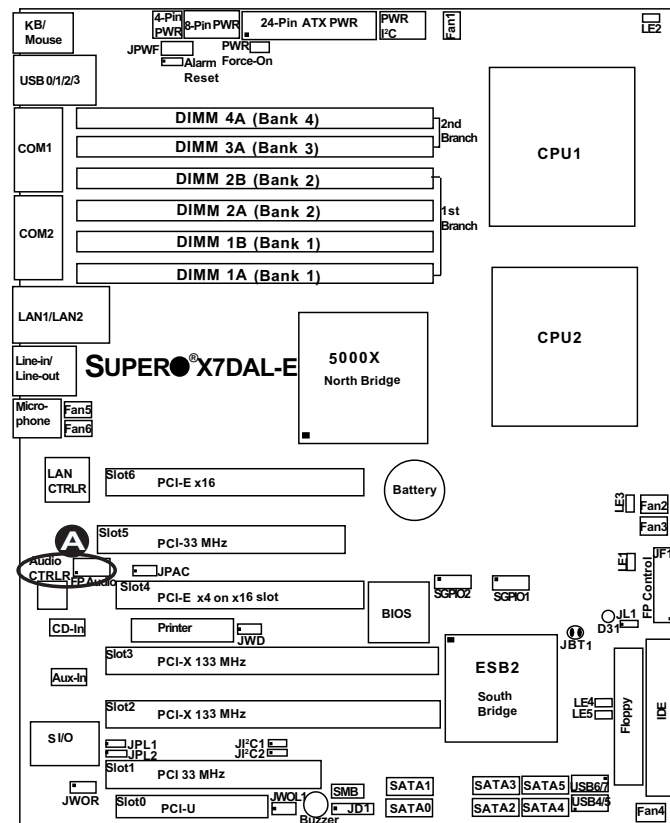 KB/
Mouse
4-Pin
PWR
8-Pin PWR
24-Pin ATX PWR
PWR
I²C
Fan1
LE2
JPWF
Alarm
Reset
PWR
Force-On
USB 0/1/2/3
COM1
COM2
DIMM 4A (Bank 4)
DIMM 3A (Bank 3)
DIMM 2B (Bank 2)
DIMM 2A (Bank 2)
DIMM 1B (Bank 1)
DIMM 1A (Bank 1)
2nd
Branch
1st
Branch
CPU1
CPU2
LAN1/LAN2
Line-in/
Line-out
SUPER●® X7DAL-E
5000X
North Bridge
Micro-
phone
Fan5
Fan6
LAN
CTRLR
Slot6
PCI-E x16
Battery
LE3
Fan2
Fan3
A
Slot5
PCI-33 MHz
Audio
CTRLR
FP Audio
JPAC
LE1
JF1
FP Control
Slot4
PCI-E x4 on x16 slot
BIOS
SGPIO2
SGPIO1
CD-In
Printer
JWD
JBT1
D31
JL1
Slot3
PCI-X 133 MHz
Aux-In
ESB2
South
Bridge
Slot2
PCI-X 133 MHz
LE4
LE5
Floppy
IDE
S I/O
JPL1
JPL2
JI²C1
JI²C2
Slot1
PCI 33 MHz
JWOR
Slot0
PCI-U
JWOL1
Buzzer
SMB
JD1
SATA1
SATA0
SATA3
SATA2
SATA5
SATA4
USB6/7
USB4/5
Fan4